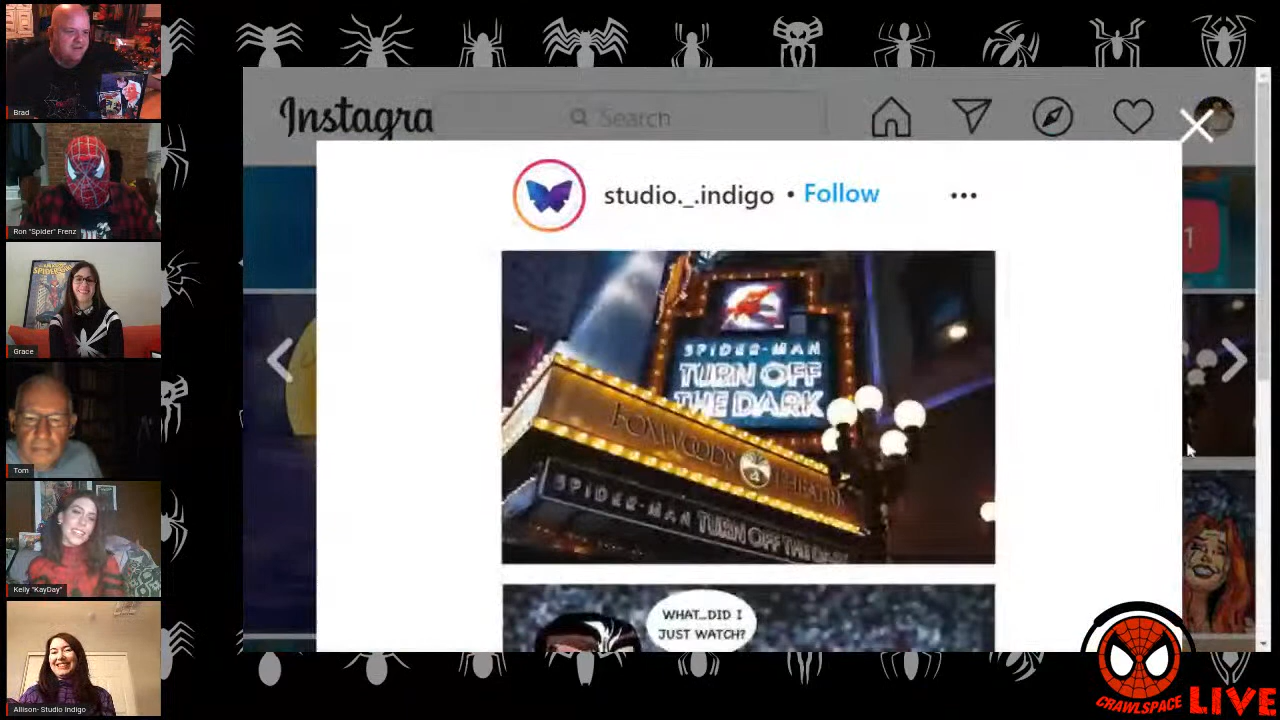 Brad
Ron "Spider" Frenz
Grace
Tom
Kelly "KayDay"
Allison- Studio Indigo
Instagra
Search
studio._.indigo • Follow
SPIDER-MAN
TURN OFF
THE DARK
FOXWOODS THEATRE
SPIDER-MAN TURN OFF THE DARK
WHAT...DID I
JUST WATCH?
1
CRAWLSPACE LIVE